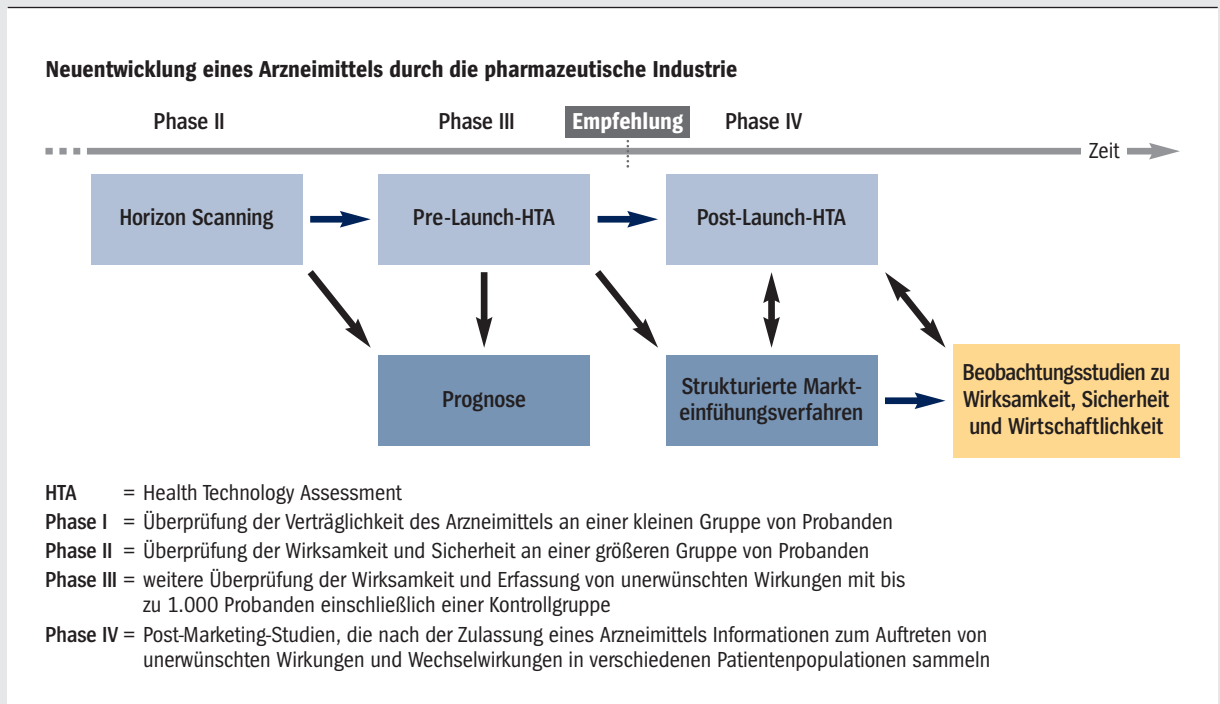 Neuentwicklung eines Arzneimittels durch die pharmazeutische Industrie
Phase II
Phase III
Empfehlung
Phase IV
Zeit
Horizon Scanning
Pre-Launch-HTA
Post-Launch-HTA
Prognose
Strukturierte Markt-
einfühungsverfahren
Beobachtungsstudien zu
Wirksamkeit, Sicherheit
und Wirtschaftlichkeit
HTA = Health Technology Assessment
Phase I = Überprüfung der Verträglichkeit des Arzneimittels an einer kleinen Gruppe von Probanden
Phase II = Überprüfung der Wirksamkeit und Sicherheit an einer größeren Gruppe von Probanden
Phase III = weitere Überprüfung der Wirksamkeit und Erfassung von unerwünschten Wirkungen mit bis
zu 1.000 Probanden einschließlich einer Kontrollgruppe
Phase IV = Post-Marketing-Studien, die nach der Zulassung eines Arzneimittels Informationen zum Auftreten von
unerwünschten Wirkungen und Wechselwirkungen in verschiedenen Patientenpopulationen sammeln